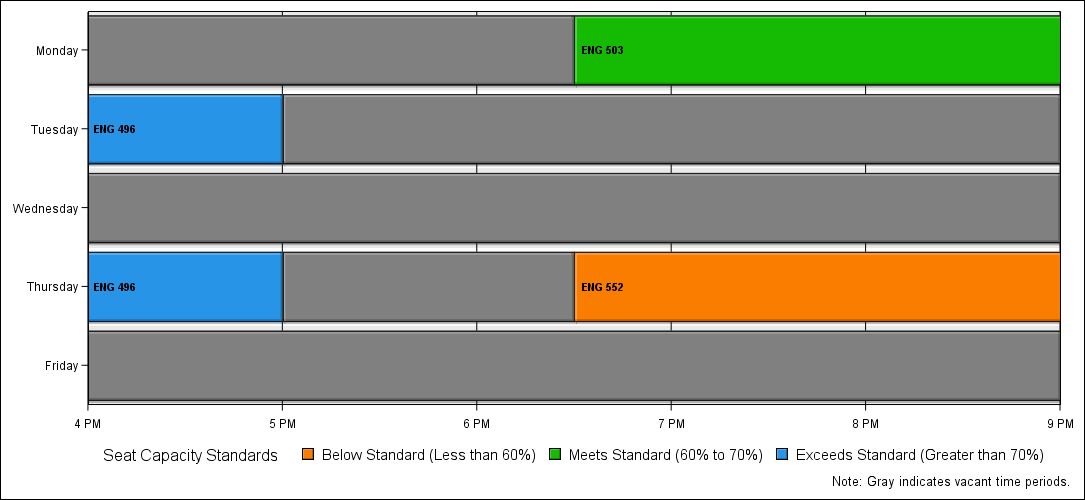 Monday
ENG 503
Tuesday
ENG 496
Wednesday
Thursday
ENG 496
ENG 552
Friday
4 PM 5 PM 6 PM 7 PM 8 PM 9 PM
Seat Capacity Standards Below Standard (Less than 60%) Meets Standard (60% to 70%) Exceeds Standard (Greater than 70%)
Note: Gray indicates vacant time periods.